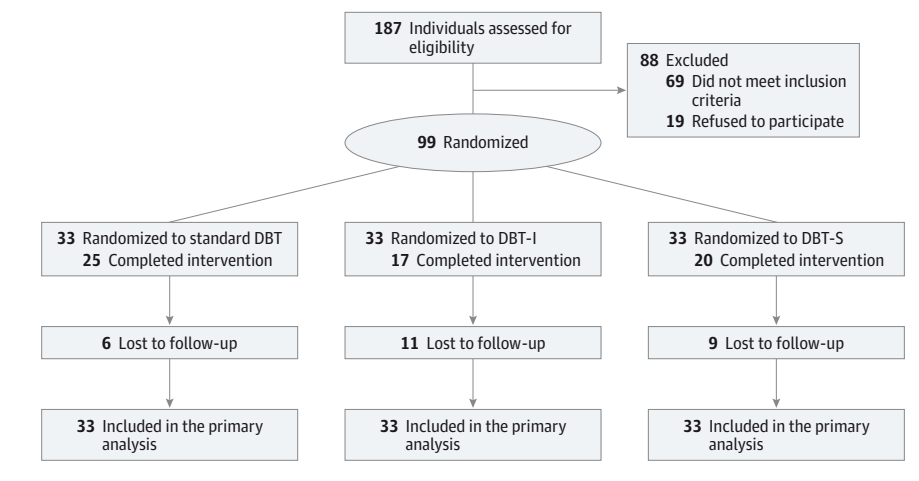 187 Individuals assessed for
eligibility
88 Excluded
69 Did not meet inclusion
criteria
19 Refused to participate
99 Randomized
33 Randomized to standard DBT
25 Completed intervention
33 Randomized to DBT-I
17 Completed intervention
33 Randomized to DBT-S
20 Completed intervention
6 Lost to follow-up
11 Lost to follow-up
9 Lost to follow-up
33 Included in the primary
analysis
33 Included in the primary
analysis
33 Included in the primary
analysis